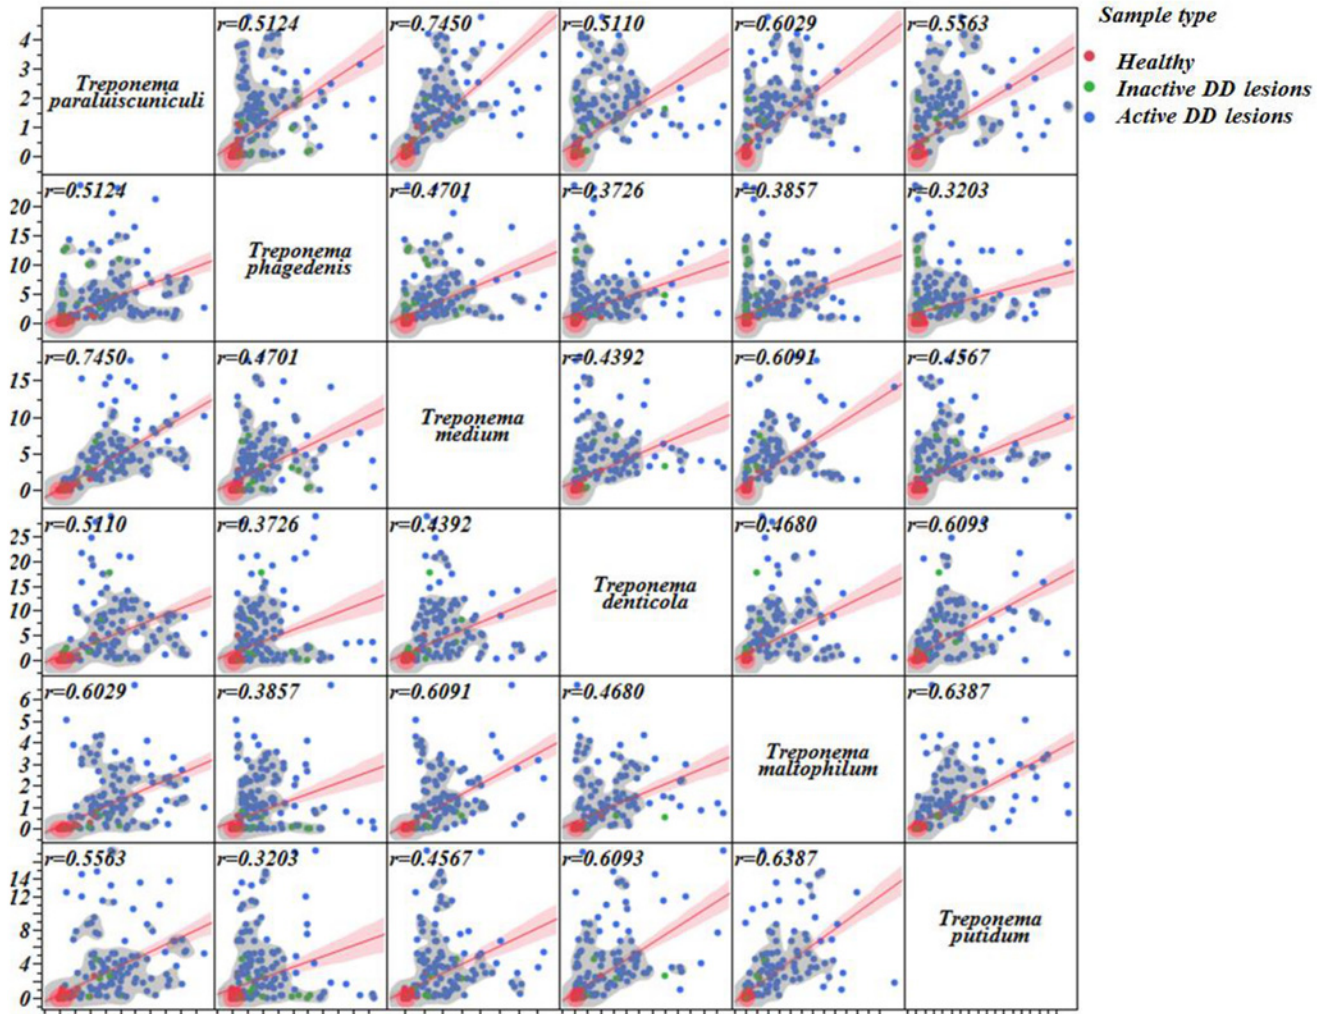 r=0.5124
r=0.7450
r=0.5110
r=0.6029
r=0.5563
Sample type
Healthy
Inactive DD lesions
Active DD lesions
4
3
2
1
0
Treponema
paraluiscuniculi
r=0.5124
r=0.4701
r=0.3726
r=0.3857
r=0.3203
20
15
10
5
0
Treponema
phagedenis
r=0.7450
r=0.4701
r=0.4392
r=0.6091
r=0.4567
15
10
5
0
Treponema
medium
r=0.5110
r=0.3726
r=0.4392
r=0.4680
r=0.6093
25
20
15
10
5
0
Treponema
denticola
r=0.6029
r=0.3857
r=0.6091
r=0.4680
r=0.6387
6
5
4
3
2
1
0
Treponema
maltophilum
r=0.5563
r=0.3203
r=0.4567
r=0.6093
r=0.6387
14
12
8
4
0
Treponema
putidum